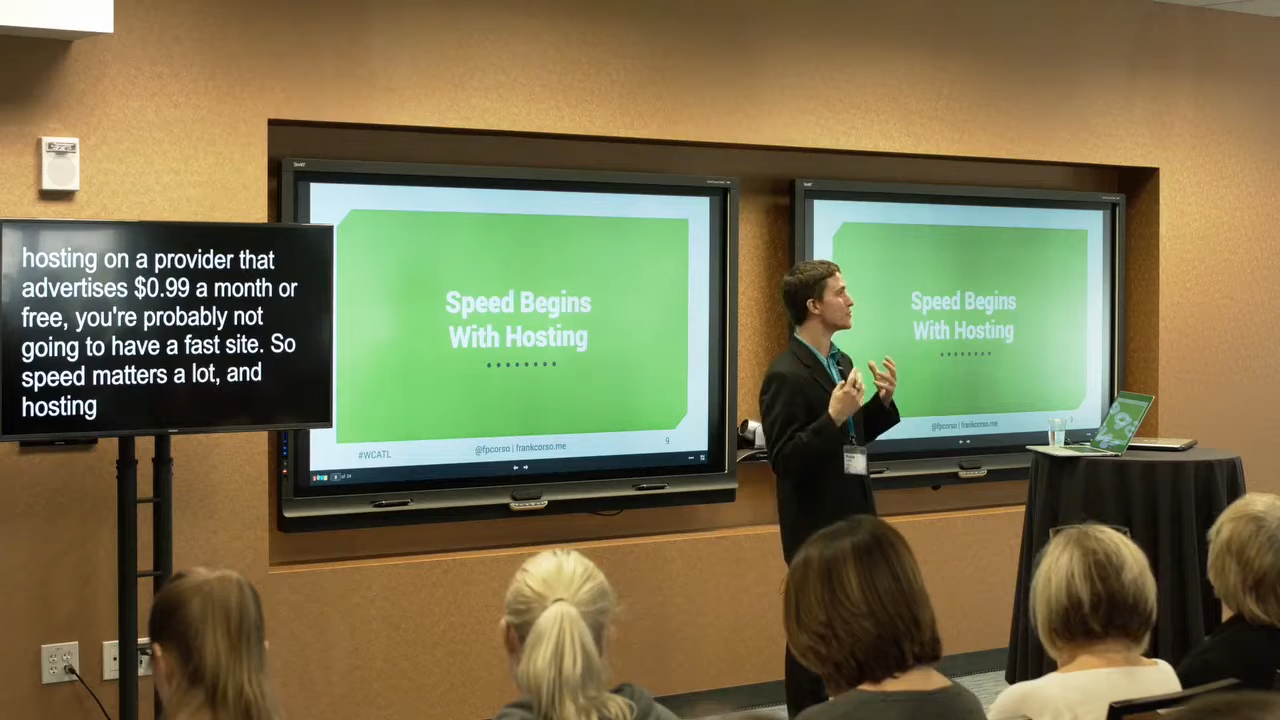 hosting on a provider that
advertises $0.99 a month or
free, you're probably not
going to have a fast site. So
speed matters a lot, and
hosting
Speed Begins
With Hosting
#WCATL
@fpcorso | frankcorso.me
9
Speed Begins
With Hosting
@fpcorso | frankcorso.me
9